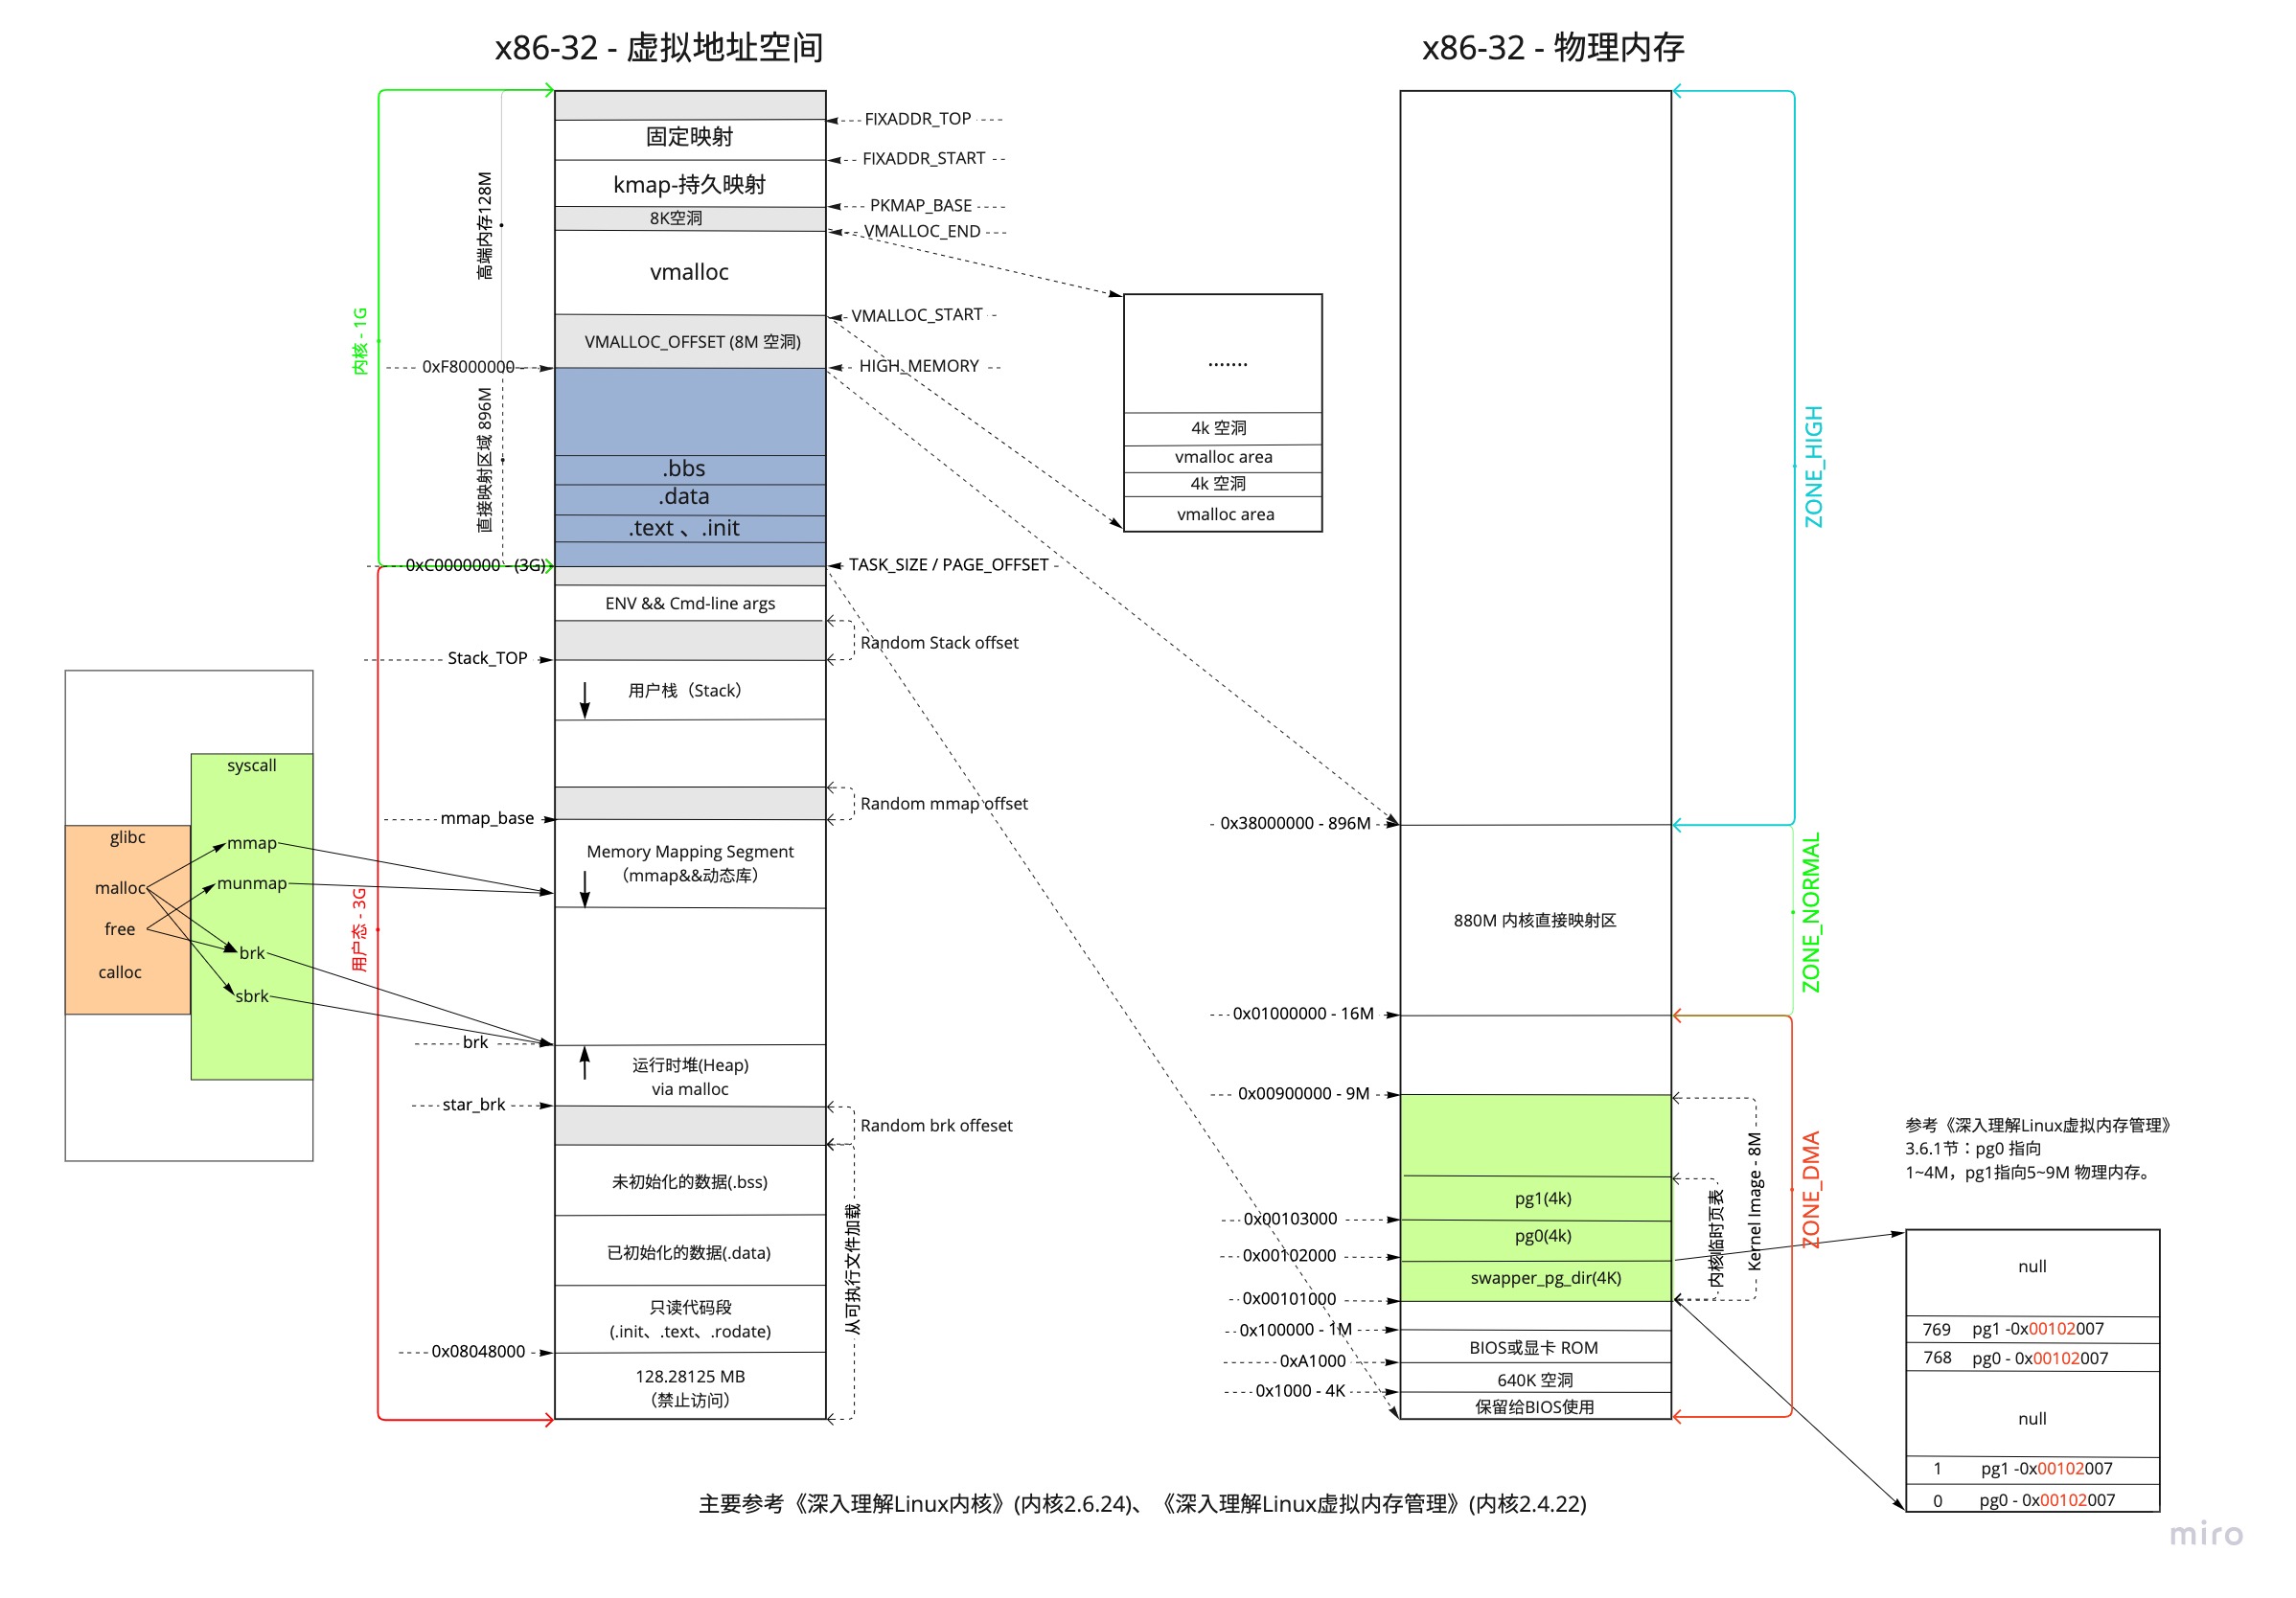 x86-32 - 虚拟地址空间
x86-32 - 物理内存
固定映射
kmap-持久映射
8K空洞
vmalloc
VMALLOC_OFFSET (8M 空洞)
.bbs
.data
.text 、.init
ENV && Cmd-line args
用户栈（Stack）
Memory Mapping Segment
（mmap&&动态库）
运行时堆(Heap)
via malloc
未初始化的数据(.bss)
已初始化的数据(.data)
只读代码段
(.init、.text、.rodate)
128.28125 MB
（禁止访问）
FIXADDR_TOP
FIXADDR_START
PKMAP_BASE
VMALLOC_END
VMALLOC_START
HIGH_MEMORY
TASK_SIZE / PAGE_OFFSET
Random Stack offset
Random mmap offset
Random brk offeset
从可执行文件加载
高端内存128M
直接映射区域 896M
内核 - 1G
用户态 - 3G
0xF8000000
0xC0000000 - (3G)
Stack_TOP
mmap_base
brk
star_brk
0x08048000
syscall
glibc
mmap
malloc
munmap
free
brk
calloc
sbrk
.......
4k 空洞
vmalloc area
4k 空洞
vmalloc area
0x38000000 - 896M
0x01000000 - 16M
0x00900000 - 9M
0x00103000
0x00102000
0x00101000
0x100000 - 1M
0xA1000
0x1000 - 4K
880M 内核直接映射区
pg1(4k)
pg0(4k)
swapper_pg_dir(4K)
BIOS或显卡 ROM
640K 空洞
保留给BIOS使用
ZONE_HIGH
ZONE_NORMAL
ZONE_DMA
内核临时页表
Kernel Image - 8M
参考《深入理解Linux虚拟内存管理》
3.6.1节：pg0 指向
1~4M，pg1指向5~9M 物理内存。
null
769 pg1 -0x00102007
768 pg0 - 0x00102007
null
1 pg1 -0x00102007
0 pg0 - 0x00102007
主要参考《深入理解Linux内核》(内核2.6.24)、《深入理解Linux虚拟内存管理》(内核2.4.22)
miro